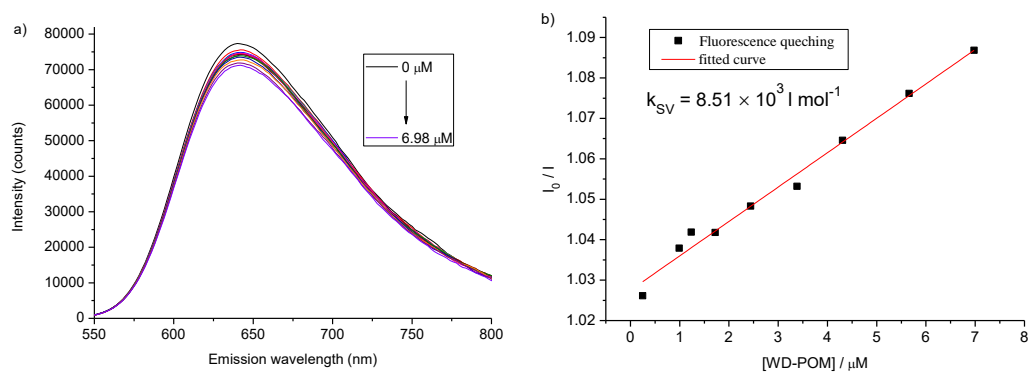 a)
80000
70000
60000
50000
40000
30000
20000
10000
0
Intensity (counts)
0 μM
6.98 μM
550 600 650 700 750 800
Emission wavelength (nm)
b)
1.09
1.08
1.07
1.06
1.05
1.04
1.03
1.02
I₀ / I
Fluorescence queching
fitted curve
kSV = 8.51 × 10³ l mol⁻¹
0 1 2 3 4 5 6 7 8
[WD-POM] / μM